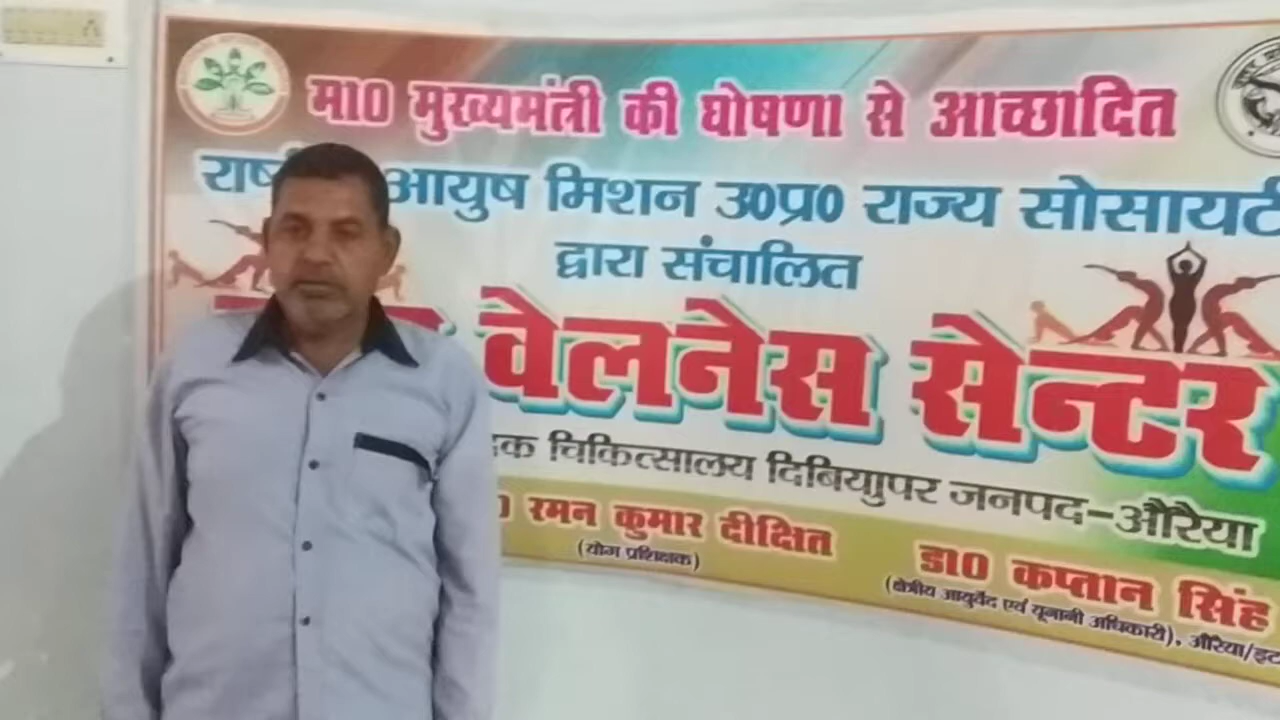 मा0 मुख्यमंत्री की घोषणा से आच्छादित
आयुष मिशन उ0प्र0 राज्य सोसायटी
द्वारा संचालित
वेलनेस सेन्टर
चिकित्सालय दिबियापुर जनपद-औरैया
रमन कुमार दीक्षित
(योग प्रशिक्षक)
डा0 कप्तान सिंह
(क्षेत्रीय आयुर्वेद एवं यूनानी अधिकारी), औरैया/